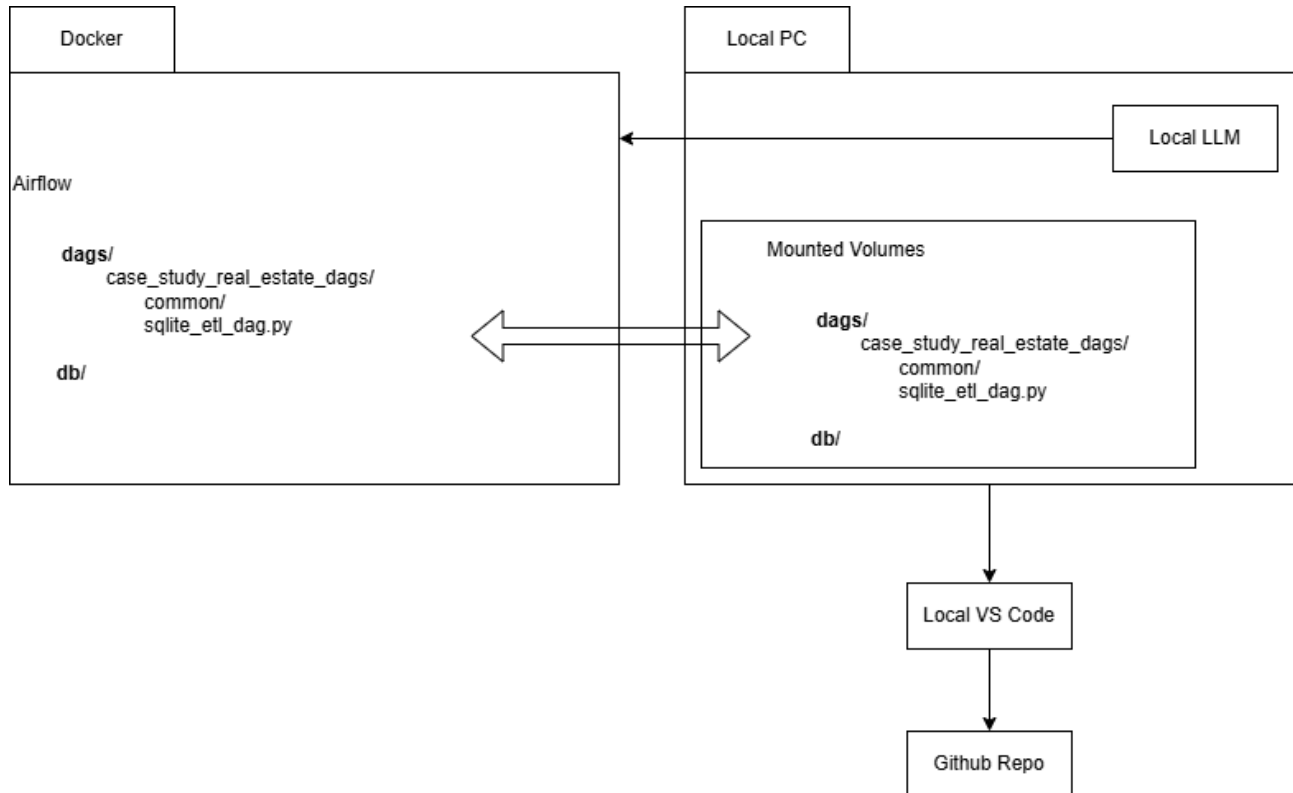 Docker
Airflow
dags/
case_study_real_estate_dags/
common/
sqlite_etl_dag.py
db/
Local PC
Local LLM
Mounted Volumes
dags/
case_study_real_estate_dags/
common/
sqlite_etl_dag.py
db/
Local VS Code
Github Repo